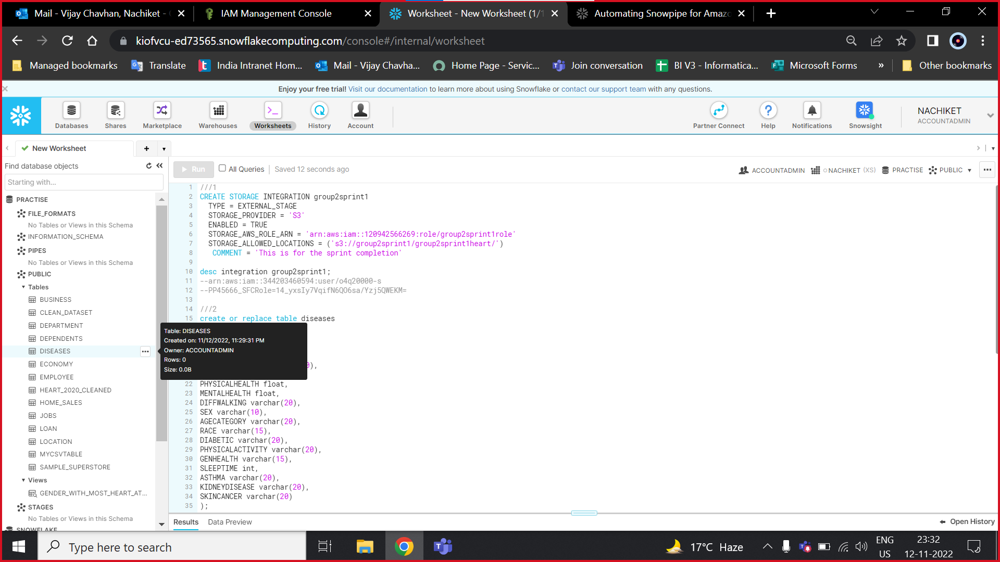 Mail - Vijay Chavhan, Nachiket -
IAM Management Console
Worksheet - New Worksheet (1/1
Automating Snowpipe for Amazo
kiofvcu-ed73565.snowflakecomputing.com/console#/internal/worksheet
Managed bookmarks
Translate
India Intranet Hom...
Mail - Vijay Chavha...
Home Page - Servic...
Join conversation
BI V3 - Informatica...
Microsoft Forms
»
Other bookmarks
Enjoy your free trial! Visit our documentation to learn more about using Snowflake or contact our support team with any questions.
Databases
Shares
Marketplace
Warehouses
Worksheets
History
Account
Partner Connect
Help
Notifications
Snowsight
NACHIKET
ACCOUNTADMIN
New Worksheet
Find database objects
Starting with...
Run
All Queries
Saved 12 seconds ago
ACCOUNTADMIN
NACHIKET (XS)
PRACTISE
PUBLIC
PRACTISE
FILE_FORMATS
No Tables or Views in this Schema
INFORMATION_SCHEMA
PIPES
No Tables or Views in this Schema
PUBLIC
Tables
BUSINESS
CLEAN_DATASET
DEPARTMENT
DEPENDENTS
DISEASES
ECONOMY
EMPLOYEE
HEART_2020_CLEANED
HOME_SALES
JOBS
LOAN
LOCATION
MYCSVTABLE
SAMPLE_SUPERSTORE
Views
GENDER_WITH_MOST_HEART_AT...
STAGES
No Tables or Views in this Schema
SNOWFLAKE
1 ///1
2 CREATE STORAGE INTEGRATION group2sprint1
3 TYPE = EXTERNAL_STAGE
4 STORAGE_PROVIDER = 'S3'
5 ENABLED = TRUE
6 STORAGE_AWS_ROLE_ARN = 'arn:aws:iam::120942566269:role/group2sprint1role'
7 STORAGE_ALLOWED_LOCATIONS = ('s3://group2sprint1/group2sprint1heart/')
8 COMMENT = 'This is for the sprint completion'
9
10 desc integration group2sprint1;
11 --arn:aws:iam::344203460594:user/o4q20000-s
12 --PP45666_SFCRole=14_yxsIy7VqifN6QO6sa/Yzj5QWEKM=
13
14 ///2
15 create or replace table diseases
Table: DISEASES
Created on: 11/12/2022, 11:29:31 PM
Owner: ACCOUNTADMIN
Rows: 0
Size: 0.0B
0),
22 PHYSICALHEALTH float,
23 MENTALHEALTH float,
24 DIFFWALKING varchar(20),
25 SEX varchar(10),
26 AGECATEGORY varchar(20),
27 RACE varchar(15),
28 DIABETIC varchar(20),
29 PHYSICALACTIVITY varchar(20),
30 GENHEALTH varchar(15),
31 SLEEPTIME int,
32 ASTHMA varchar(20),
33 KIDNEYDISEASE varchar(20),
34 SKINCANCER varchar(20)
35 );
Results
Data Preview
Open History
Type here to search
17°C Haze
ENG
US
23:32
12-11-2022